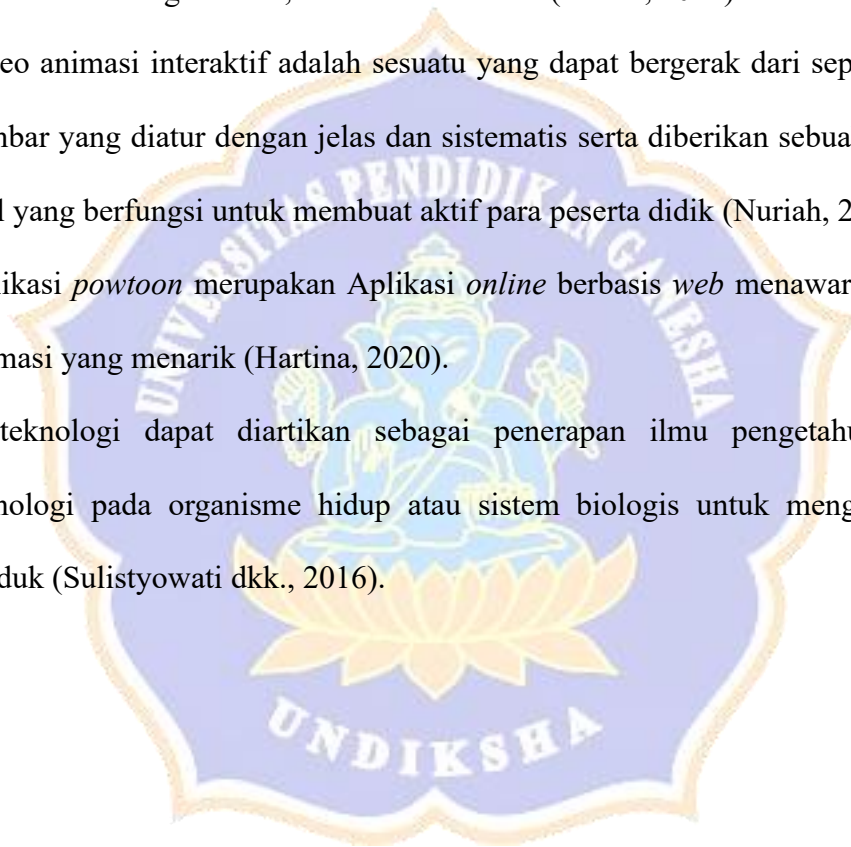 eo animasi interaktif adalah sesuatu yang dapat bergerak dari sep
mbar yang diatur dengan jelas dan sistematis serta diberikan sebua
l yang berfungsi untuk membuat aktif para peserta didik (Nuriah, 2
likasi powtoon merupakan Aplikasi online berbasis web menawar
masi yang menarik (Hartina, 2020).
teknologi dapat diartikan sebagai penerapan ilmu pengetahu
nologi pada organisme hidup atau sistem biologis untuk meng
duk (Sulistyowati dkk., 2016).
UNIVERSITAS PENDIDIKAN GANESHA
UNDIKSHA